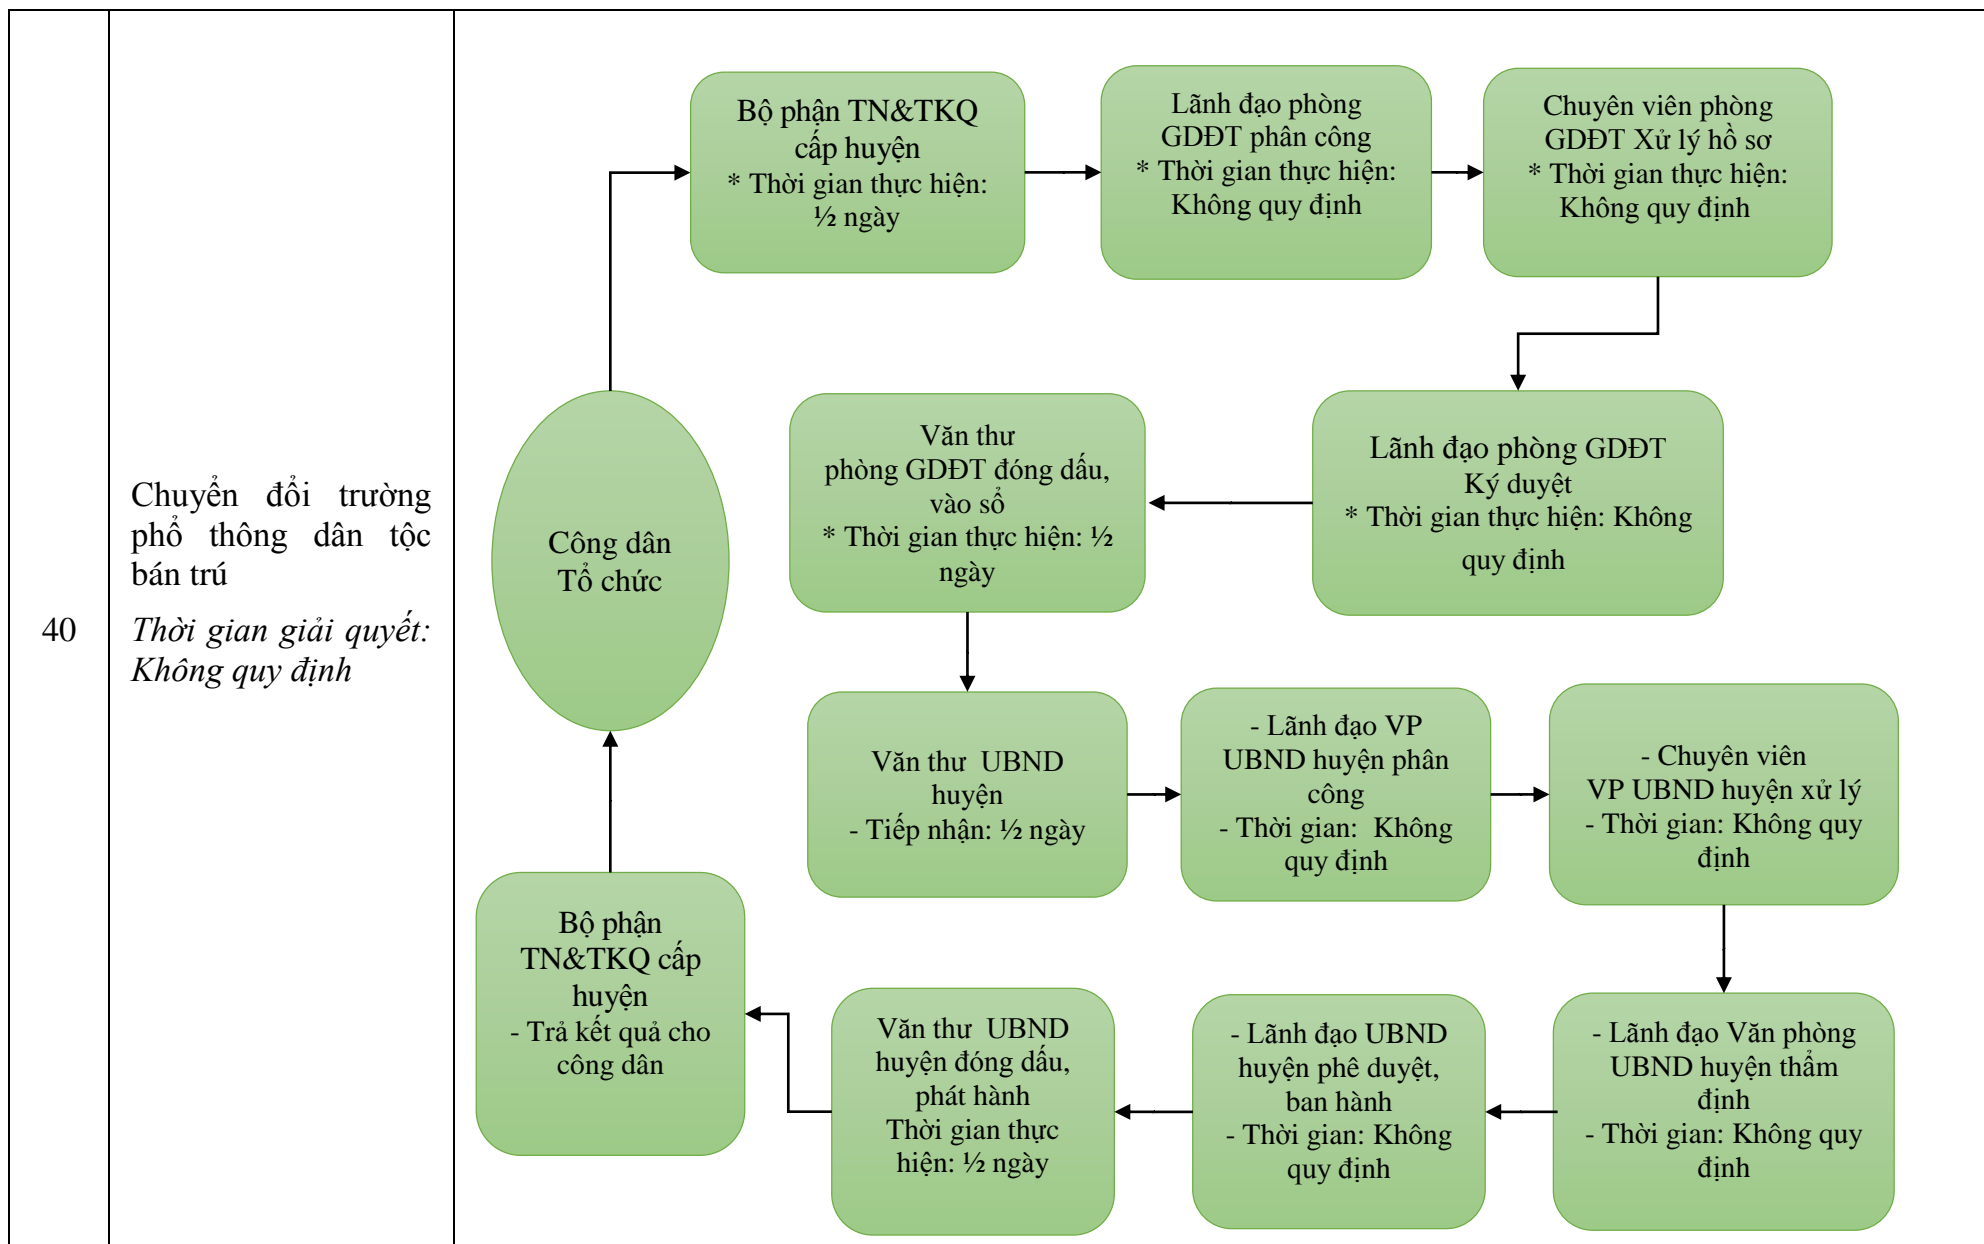 40
Chuyển đổi trường
phổ thông dân tộc
bán trú
Thời gian giải quyết:
Không quy định
Công dân
Tổ chức
Bộ phận TN&TKQ
cấp huyện
* Thời gian thực hiện:
½ ngày
Lãnh đạo phòng
GDĐT phân công
* Thời gian thực hiện:
Không quy định
Chuyên viên phòng
GDĐT Xử lý hồ sơ
* Thời gian thực hiện:
Không quy định
Lãnh đạo phòng GDĐT
Ký duyệt
* Thời gian thực hiện: Không
quy định
Văn thư
phòng GDĐT đóng dấu,
vào sổ
* Thời gian thực hiện: ½
ngày
Văn thư UBND
huyện
- Tiếp nhận: ½ ngày
- Lãnh đạo VP
UBND huyện phân
công
- Thời gian: Không
quy định
- Chuyên viên
VP UBND huyện xử lý
- Thời gian: Không quy
định
- Lãnh đạo Văn phòng
UBND huyện thẩm
định
- Thời gian: Không quy
định
- Lãnh đạo UBND
huyện phê duyệt,
ban hành
- Thời gian: Không
quy định
Văn thư UBND
huyện đóng dấu,
phát hành
Thời gian thực
hiện: ½ ngày
Bộ phận
TN&TKQ cấp
huyện
- Trả kết quả cho
công dân